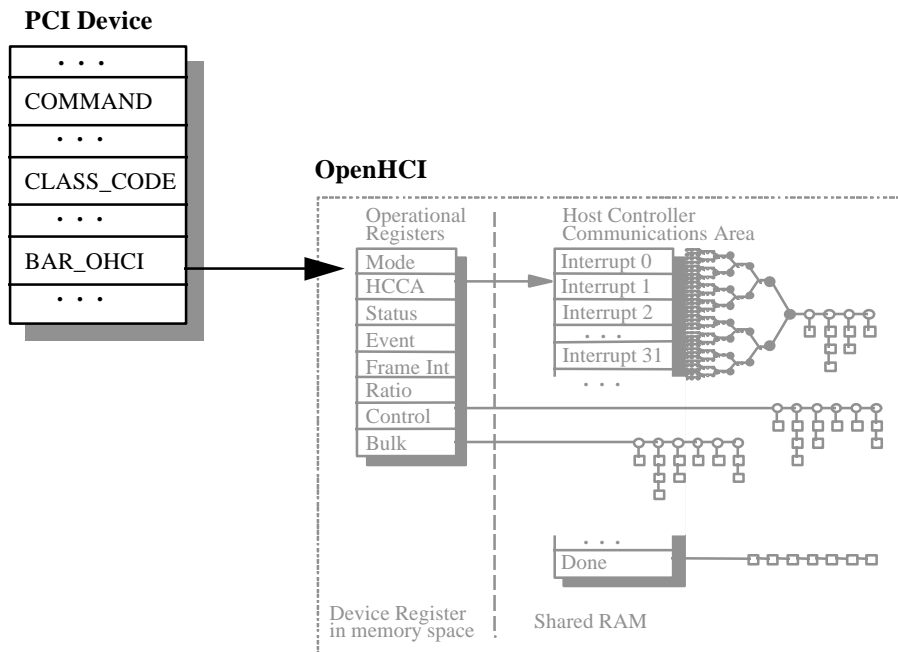 PCI Device
. . .
COMMAND
. . .
CLASS_CODE
. . .
BAR_OHCI
. . .
OpenHCI
Operational
Registers
Mode
HCCA
Status
Event
Frame Int
Ratio
Control
Bulk
Device Register
in memory space
Host Controller
Communications Area
Interrupt 0
Interrupt 1
Interrupt 2
. . .
Interrupt 31
. . .
. . .
Done
Shared RAM